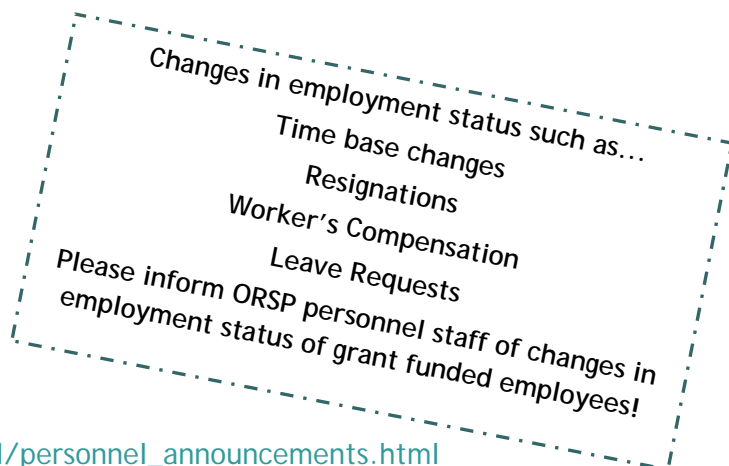 Changes in employment status such as…
Time base changes
Resignations
Worker’s Compensation
Leave Requests
Please inform ORSP personnel staff of changes in
employment status of grant funded employees!
/personnel_announcements.html